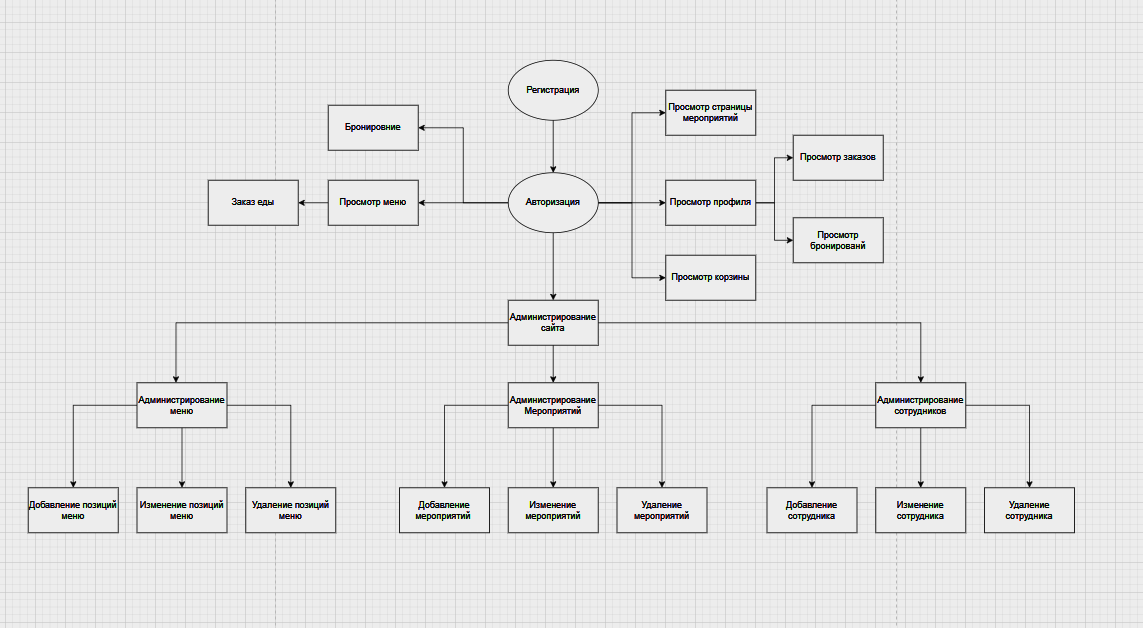 Регистрация
Просмотр страницы
мероприятий
Бронировние
Просмотр заказов
Заказ еды
Просмотр меню
Авторизация
Просмотр профиля
Просмотр
бронированй
Просмотр корзины
Администрирование
сайта
Администрирование
меню
Администрирование
Мероприятий
Администрирование
сотрудников
Добавление позиций
меню
Изменение позиций
меню
Удаление позиций
меню
Добавление
мероприятий
Изменение
мероприятий
Удаление
мероприятий
Добавление
сотрудника
Изменение
сотрудника
Удаление
сотрудника